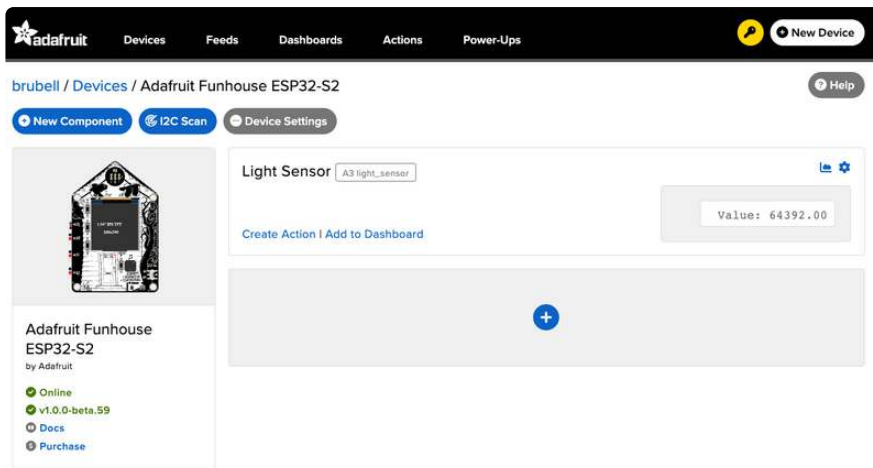 adafruit Devices Feeds Dashboards Actions Power-Ups New Device
brubell / Devices / Adafruit Funhouse ESP32-S2 Help
New Component I2C Scan Device Settings
Light Sensor A3 light_sensor
Value: 64392.00
Create Action | Add to Dashboard
Adafruit Funhouse
ESP32-S2
by Adafruit
Online
v1.0.0-beta.59
Docs
Purchase